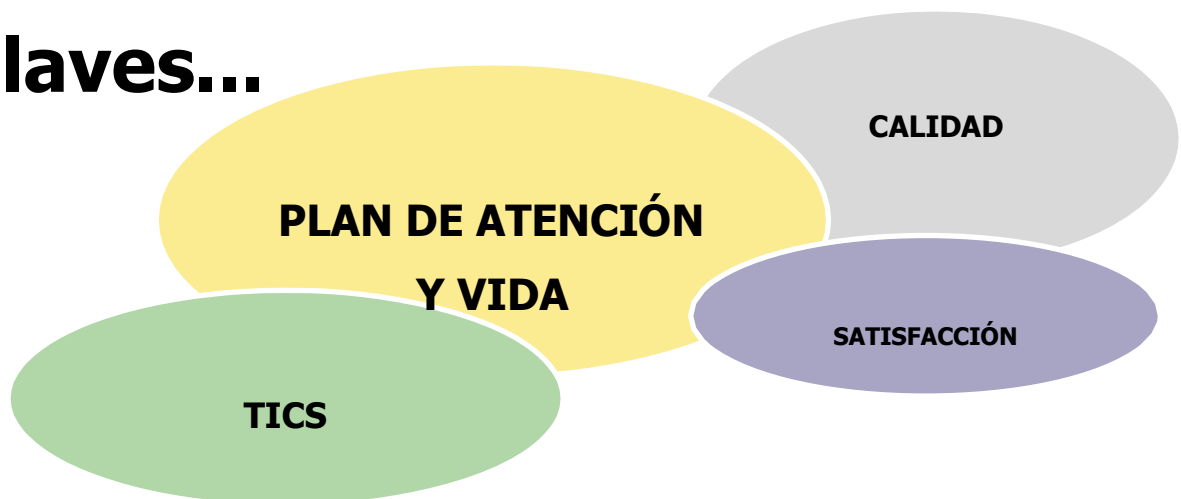 laves...
CALIDAD
PLAN DE ATENCIÓN
Y VIDA
SATISFACCIÓN
TICS